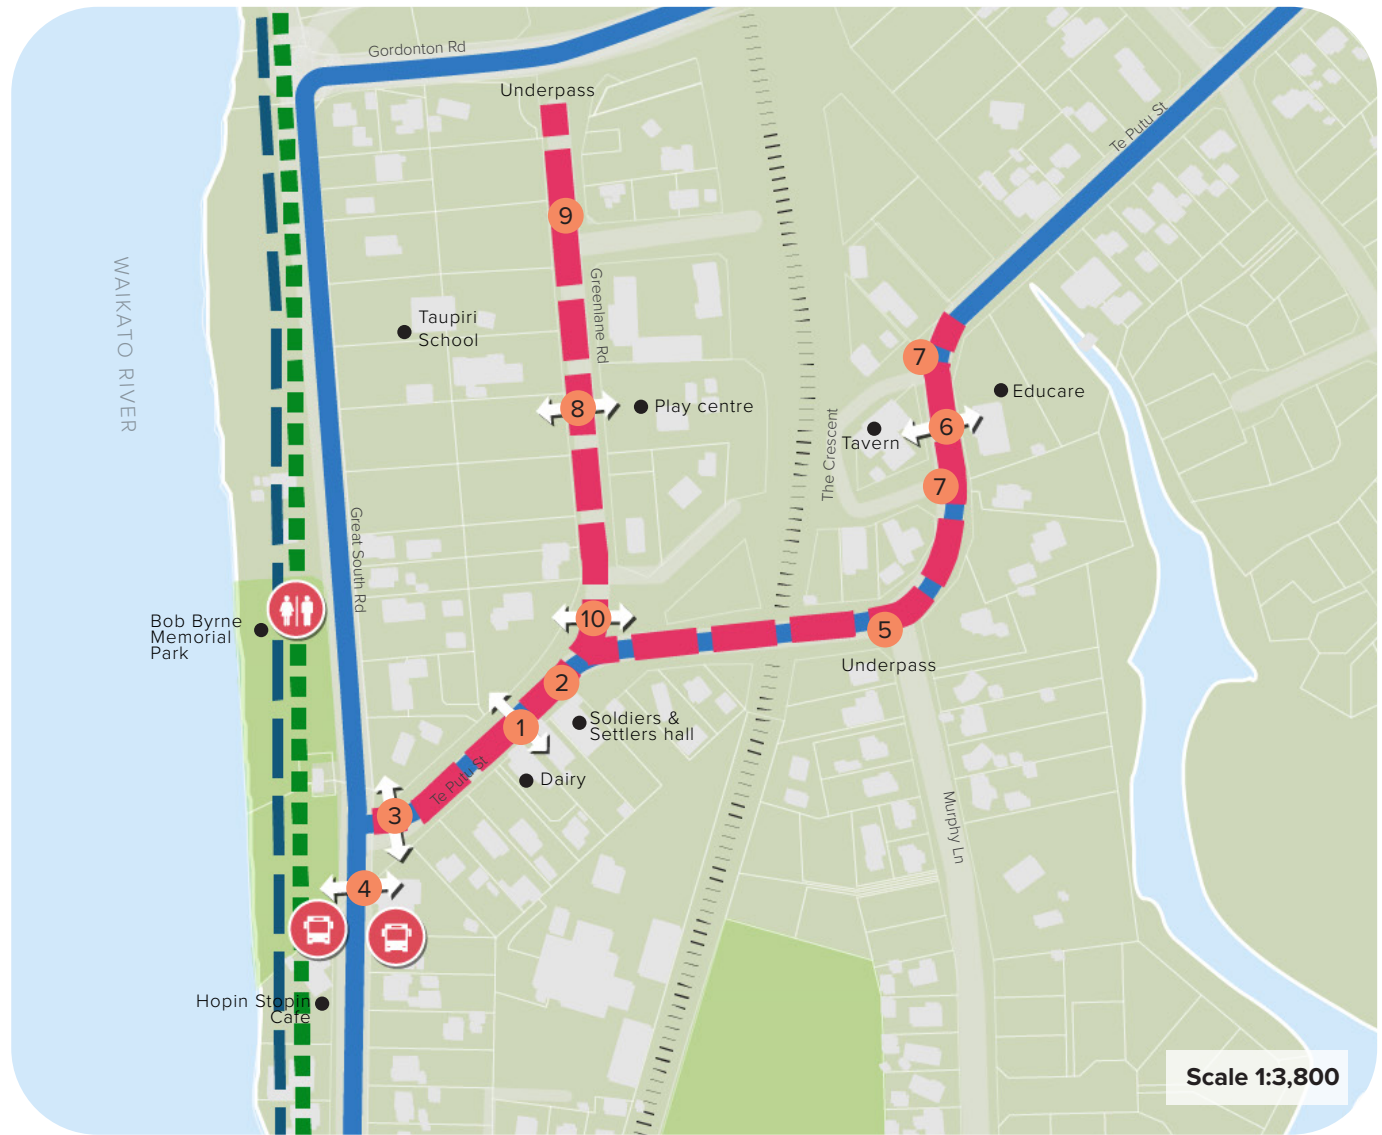 Gordonton Rd
Underpass
Te Putu St
9
WAIKATO RIVER
Greenlane Rd
Taupiri
School
7
8
Play centre
Educare
The Crescent
Tavern
6
7
Great South Rd
Bob Byrne
Memorial
Park
10
5
Underpass
2
Soldiers &
Settlers hall
1
Te Putu St
Dairy
3
Murphy Ln
4
Hopin Stopin
Cafe
Scale 1:3,800